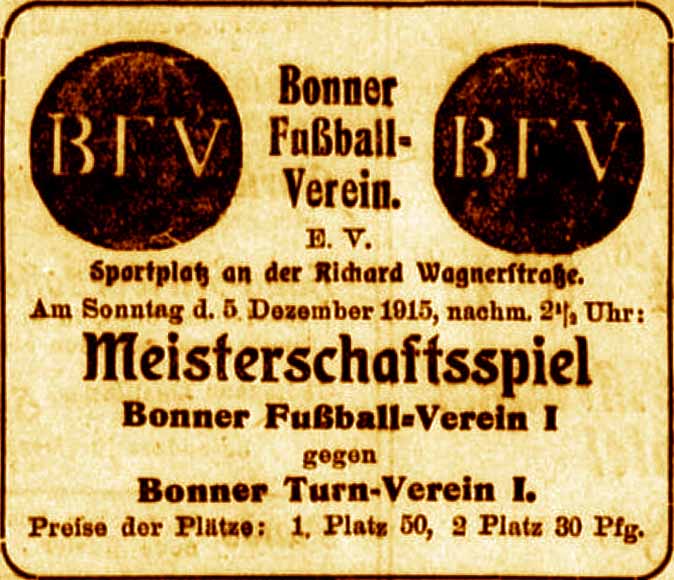 BFV
Bonner
Fußball-
Verein.
BFV
E. V.
Sportplatz an der Richard Wagnerstraße.
Am Sonntag d. 5. Dezember 1915, nachm. 2½ Uhr:
Meisterschaftsspiel
Bonner Fußball-Verein I
gegen
Bonner Turn-Verein I.
Preise der Plätze: 1. Platz 50, 2 Platz 30 Pfg.